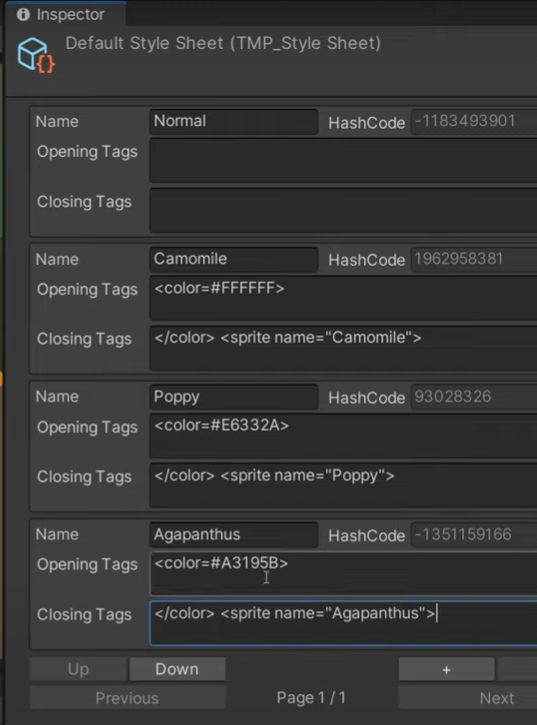 Inspector
Default Style Sheet (TMP_Style Sheet)
Name Normal HashCode -1183493901
Opening Tags
Closing Tags
Name Camomile HashCode 1962958381
Opening Tags <color=#FFFFFF>
Closing Tags </color> <sprite name="Camomile">
Name Poppy HashCode 93028326
Opening Tags <color=#E6332A>
Closing Tags </color> <sprite name="Poppy">
Name Agapanthus HashCode -1351159166
Opening Tags <color=#A3195B>
Closing Tags </color> <sprite name="Agapanthus">
Up Down +
Previous Page 1 / 1 Next